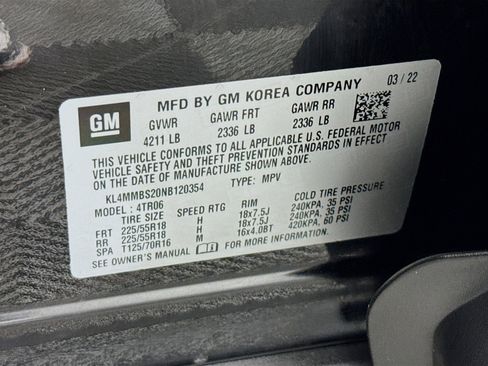 GM
MFD BY GM KOREA COMPANY 03 / 22
GVWR GAWR FRT GAWR RR
4211 LB 2336 LB 2336 LB
THIS VEHICLE CONFORMS TO ALL APPLICABLE U.S. FEDERAL MOTOR
VEHICLE SAFETY AND THEFT PREVENTION STANDARDS IN EFFECT ON
THE DATE OF MANUFACTURE SHOWN ABOVE.
KL4MMBS20NB120354 TYPE: MPV
MODEL: 4TR06
TIRE SIZE SPEED RTG RIM COLD TIRE PRESSURE
FRT 225/55R18 H 18x7.5J 240KPA, 35 PSI
RR 225/55R18 H 18x7.5J 240KPA, 35 PSI
SPA T125/70R16 M 16x4.0BT 420KPA, 60 PSI
SEE OWNER'S MANUAL FOR MORE INFORMATION.